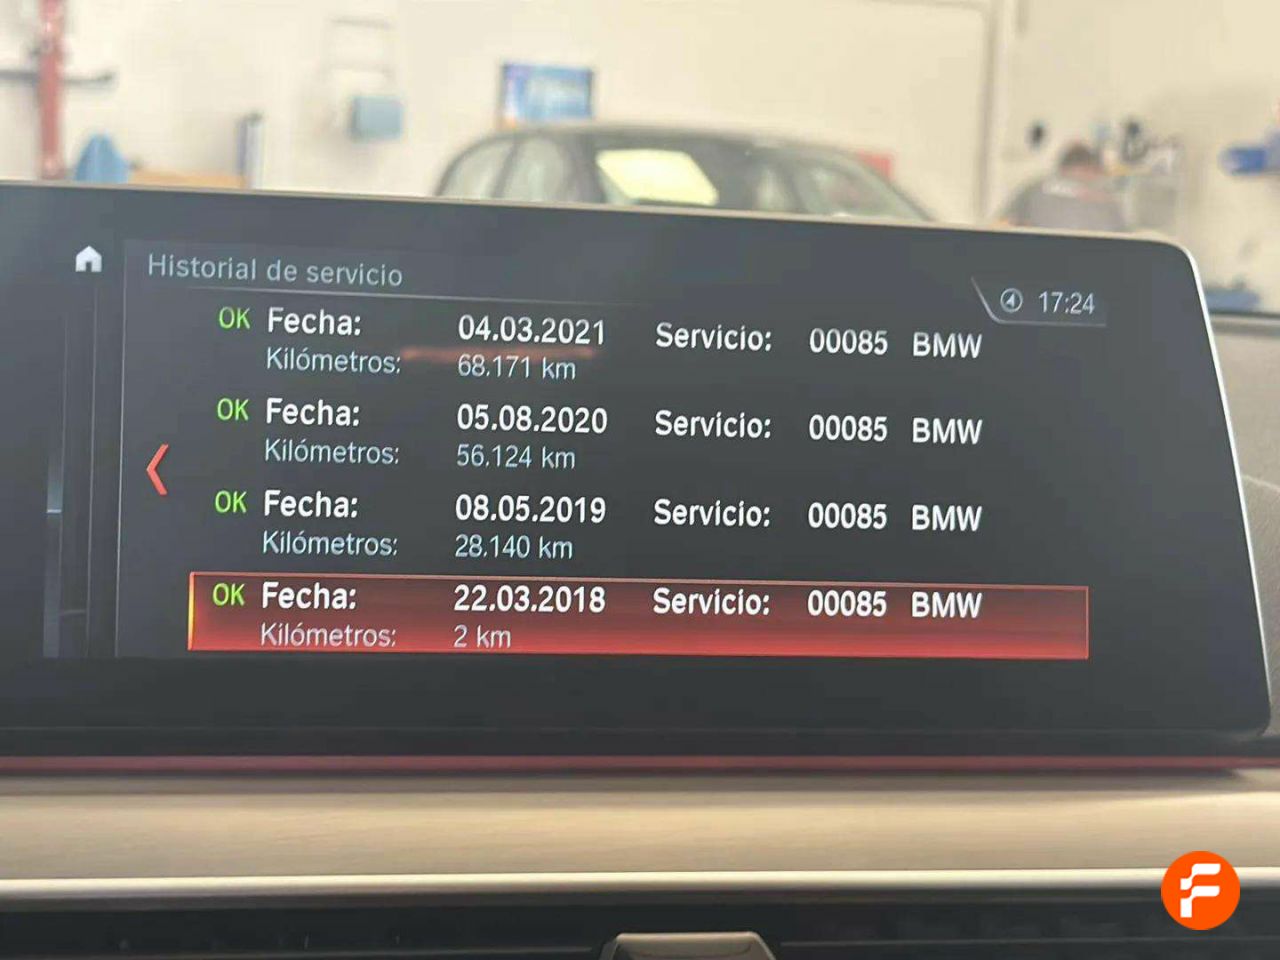 Historial de servicio
17:24
OK Fecha: 04.03.2021 Servicio: 00085 BMW
Kilómetros: 68.171 km
OK Fecha: 05.08.2020 Servicio: 00085 BMW
Kilómetros: 56.124 km
OK Fecha: 08.05.2019 Servicio: 00085 BMW
Kilómetros: 28.140 km
OK Fecha: 22.03.2018 Servicio: 00085 BMW
Kilómetros: 2 km
F